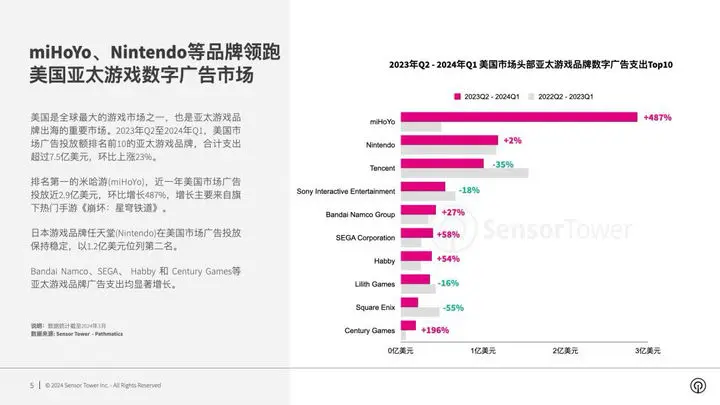 miHoYo、Nintendo等品牌领跑
美国亚太游戏数字广告市场
美国是全球最大的游戏市场之一，也是亚太游戏品
牌出海的重要市场。2023年Q2至2024年Q1，美国市
场广告投放额排名前10的亚太游戏品牌，合计支出
超过7.5亿美元，环比上涨23%。
排名第一的米哈游(miHoYo)，近一年美国市场广告
投放近2.9亿美元，环比增长487%，增长主要来自旗
下热门手游《崩坏：星穹铁道》。
日本游戏品牌任天堂(Nintendo)在美国市场广告投放
保持稳定，以1.2亿美元位列第二名。
Bandai Namco、SEGA、 Habby 和 Century Games等
亚太游戏品牌广告支出均显著增长。
说明：数据统计截至2024年3月
数据来源: Sensor Tower - Pathmatics
2023年Q2 - 2024年Q1 美国市场头部亚太游戏品牌数字广告支出Top10
2023Q2 - 2024Q1
2022Q2 - 2023Q1
miHoYo +487%
Nintendo +2%
Tencent -35%
Sony Interactive Entertainment -18%
Bandai Namco Group +27%
SEGA Corporation +58%
Habby +54%
Lilith Games -16%
Square Enix -55%
Century Games +196%
0亿美元 1亿美元 2亿美元 3亿美元
SensorTower
5 | © 2024 Sensor Tower Inc. - All Rights Reserved